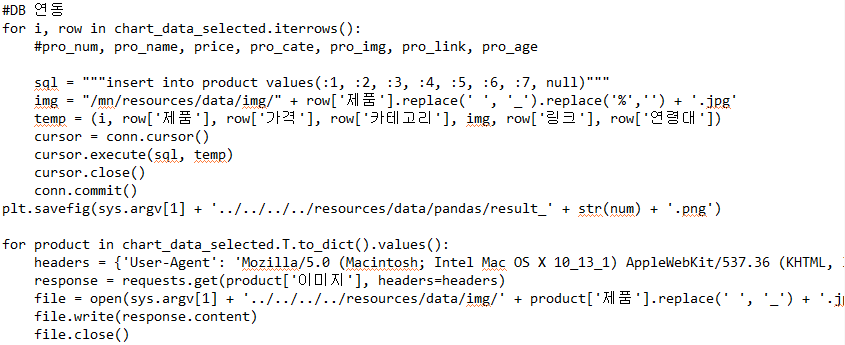 #DB 연동
for i, row in chart_data_selected.iterrows():
    #pro_num, pro_name, price, pro_cate, pro_img, pro_link, pro_age
    sql = """insert into product values(:1, :2, :3, :4, :5, :6, :7, null)"""
    img = "/mn/resources/data/img/" + row['제품'].replace(' ', '_').replace('%','') + '.jpg'
    temp = (i, row['제품'], row['가격'], row['카테고리'], img, row['링크'], row['연령대'])
    cursor = conn.cursor()
    cursor.execute(sql, temp)
    cursor.close()
    conn.commit()
plt.savefig(sys.argv[1] + '../../../../resources/data/pandas/result_' + str(num) + '.png')
for product in chart_data_selected.T.to_dict().values():
    headers = {'User-Agent': 'Mozilla/5.0 (Macintosh; Intel Mac OS X 10_13_1) AppleWebKit/537.36 (KHTML,
    response = requests.get(product['이미지'], headers=headers)
    file = open(sys.argv[1] + '../../../../resources/data/img/' + product['제품'].replace(' ', '_') + '.j
    file.write(response.content)
    file.close()